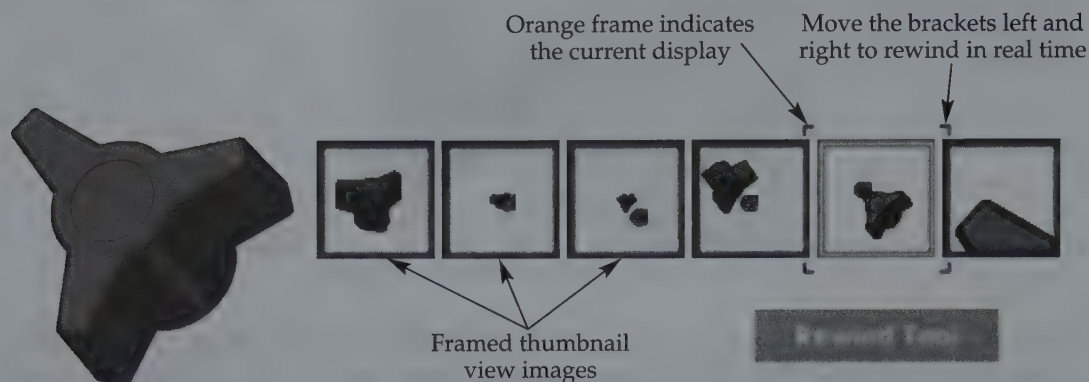 Orange frame indicates
the current display
Move the brackets left and
right to rewind in real time
Framed thumbnail
view images